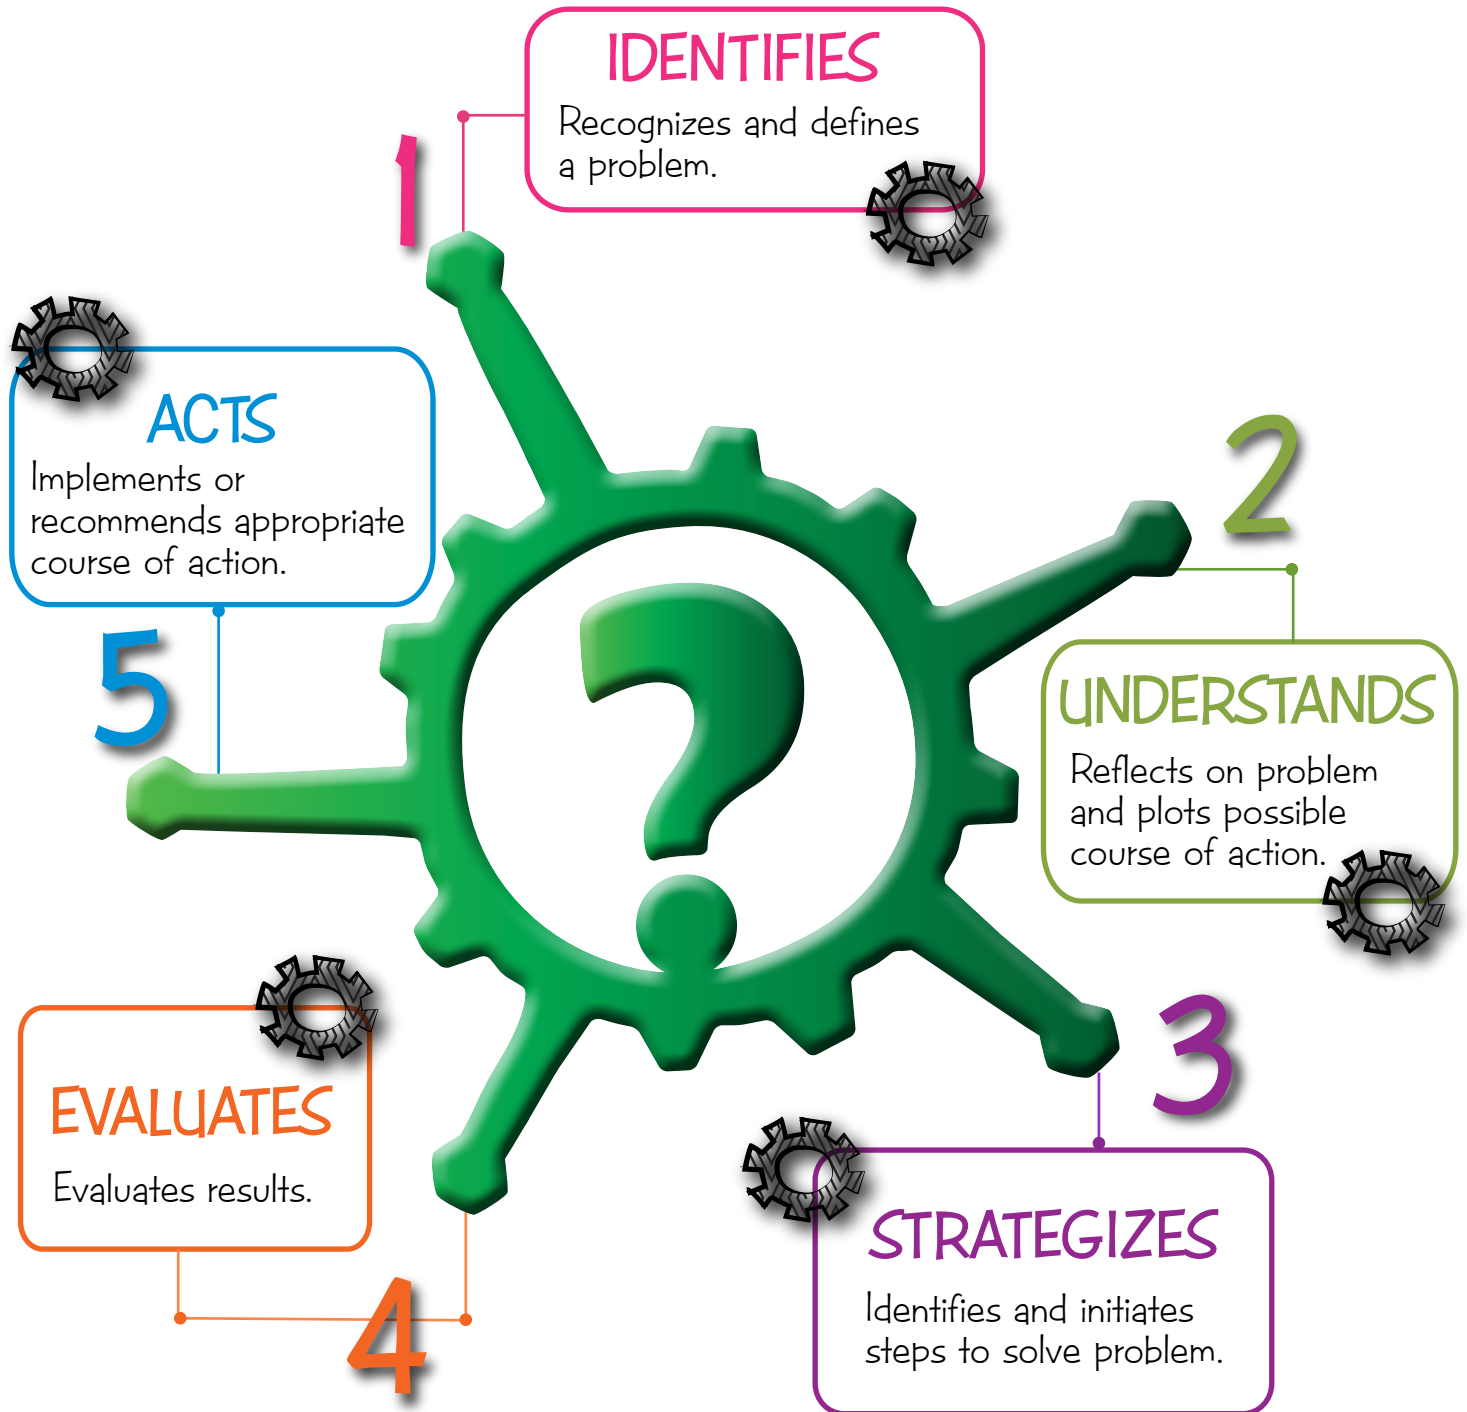 1
IDENTIFIES
Recognizes and defines
a problem.
2
UNDERSTANDS
Reflects on problem
and plots possible
course of action.
3
STRATEGIZES
Identifies and initiates
steps to solve problem.
4
EVALUATES
Evaluates results.
5
ACTS
Implements or
recommends appropriate
course of action.
?